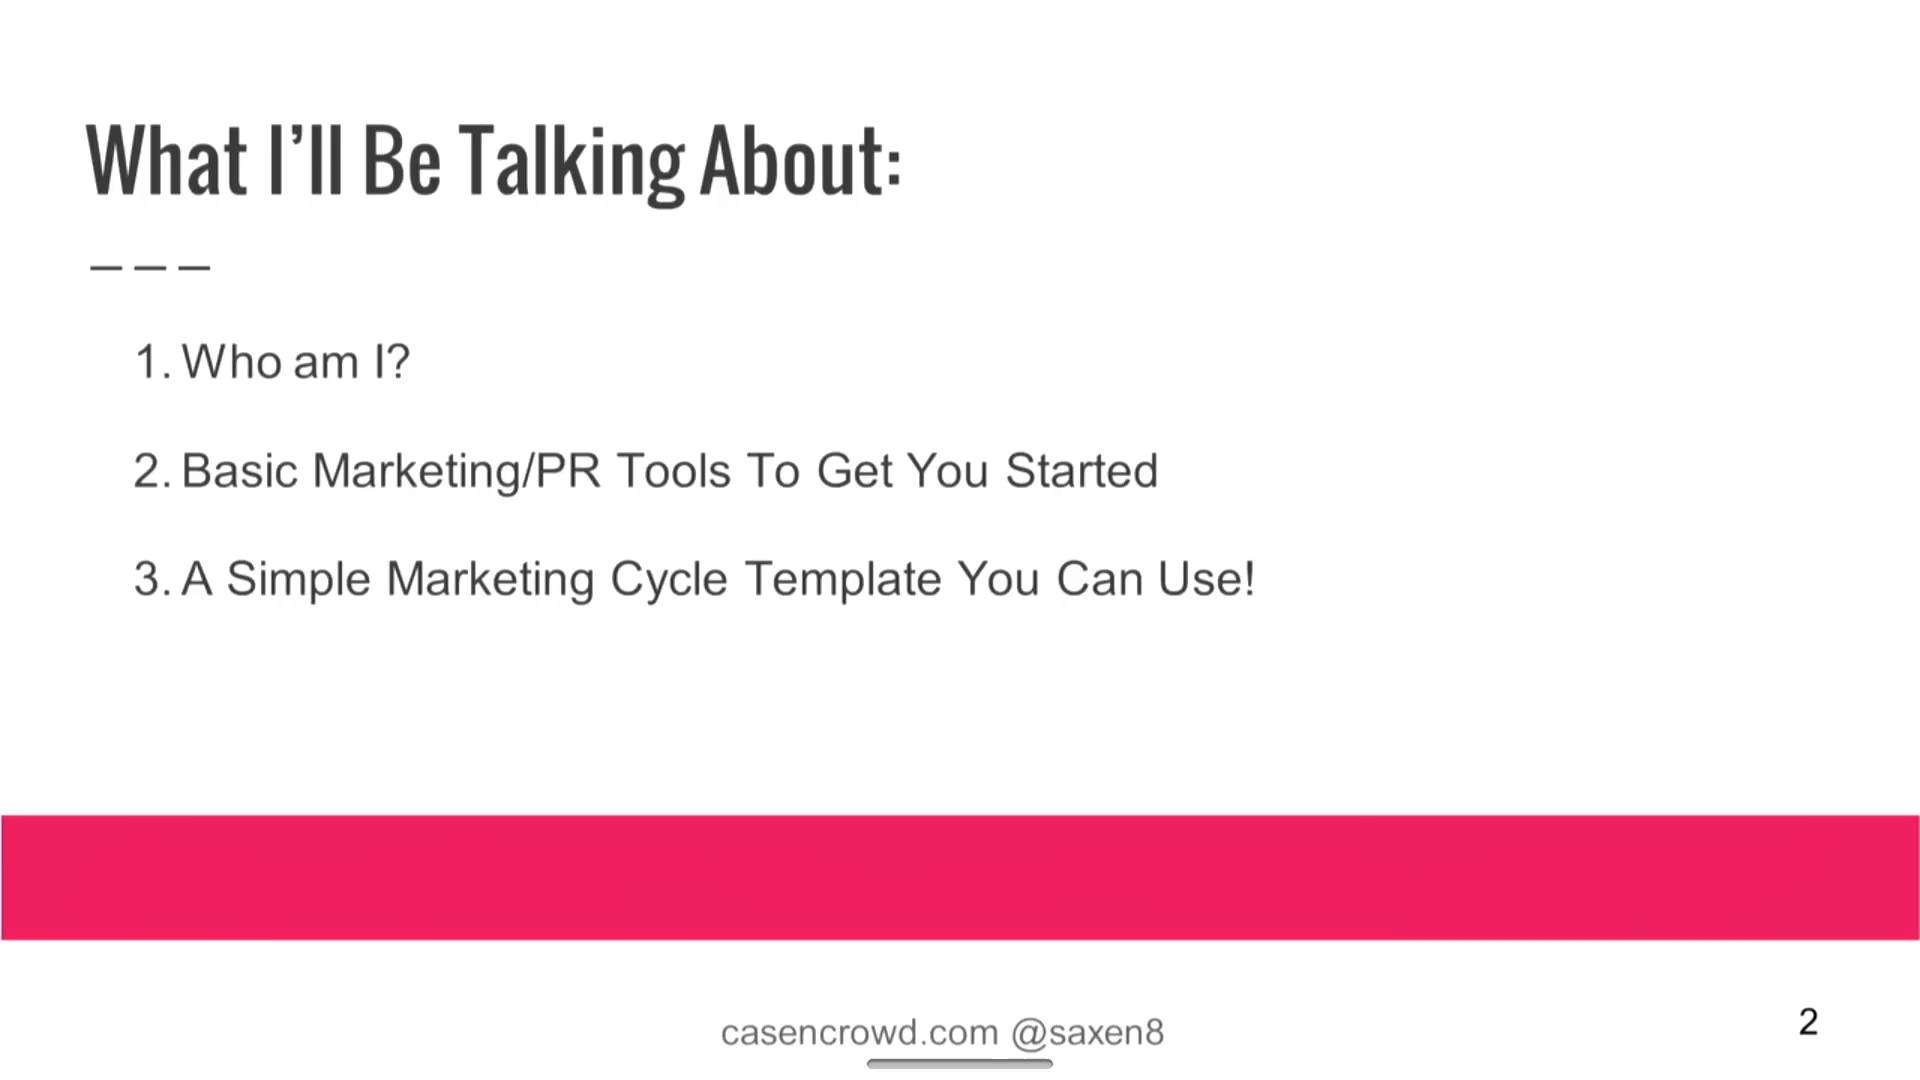 What I’ll Be Talking About:
1. Who am I?
2. Basic Marketing/PR Tools To Get You Started
3. A Simple Marketing Cycle Template You Can Use!
casencrowd.com @saxen8
2